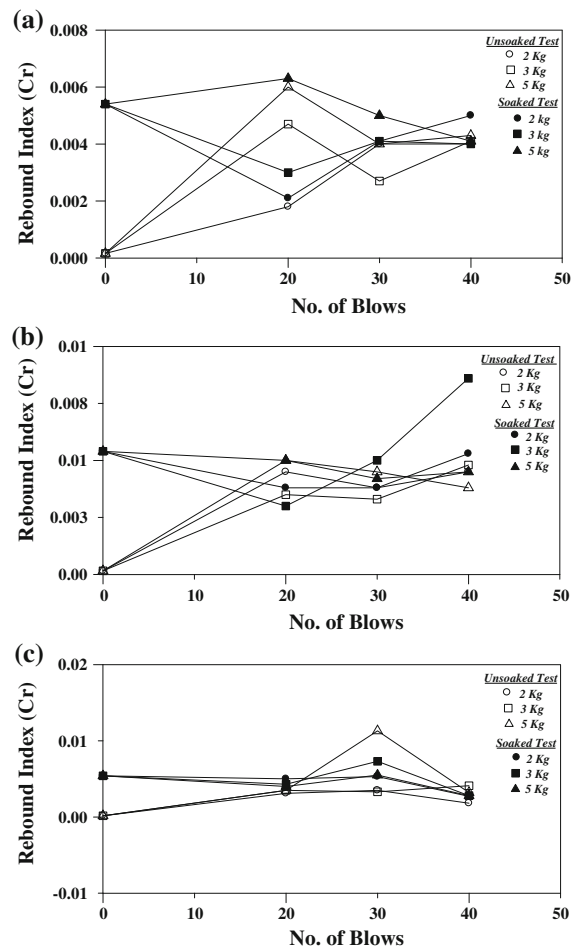 (a)
0.008
0.006
0.004
0.002
0.000
Rebound Index (Cr)
Unsoaked Test
2 Kg
3 Kg
5 Kg
Soaked Test
2 kg
3 kg
5 kg
0 10 20 30 40 50
No. of Blows
(b)
0.01
0.008
0.01
0.003
0.00
Rebound Index (Cr)
Unsoaked Test
2 Kg
3 Kg
5 Kg
Soaked Test
2 Kg
3 Kg
5 Kg
0 10 20 30 40 50
No. of Blows
(c)
0.02
0.01
0.00
-0.01
Rebound Index (Cr)
Unsoaked Test
2 Kg
3 Kg
5 Kg
Soaked Test
2 Kg
3 Kg
5 Kg
0 10 20 30 40 50
No. of Blows